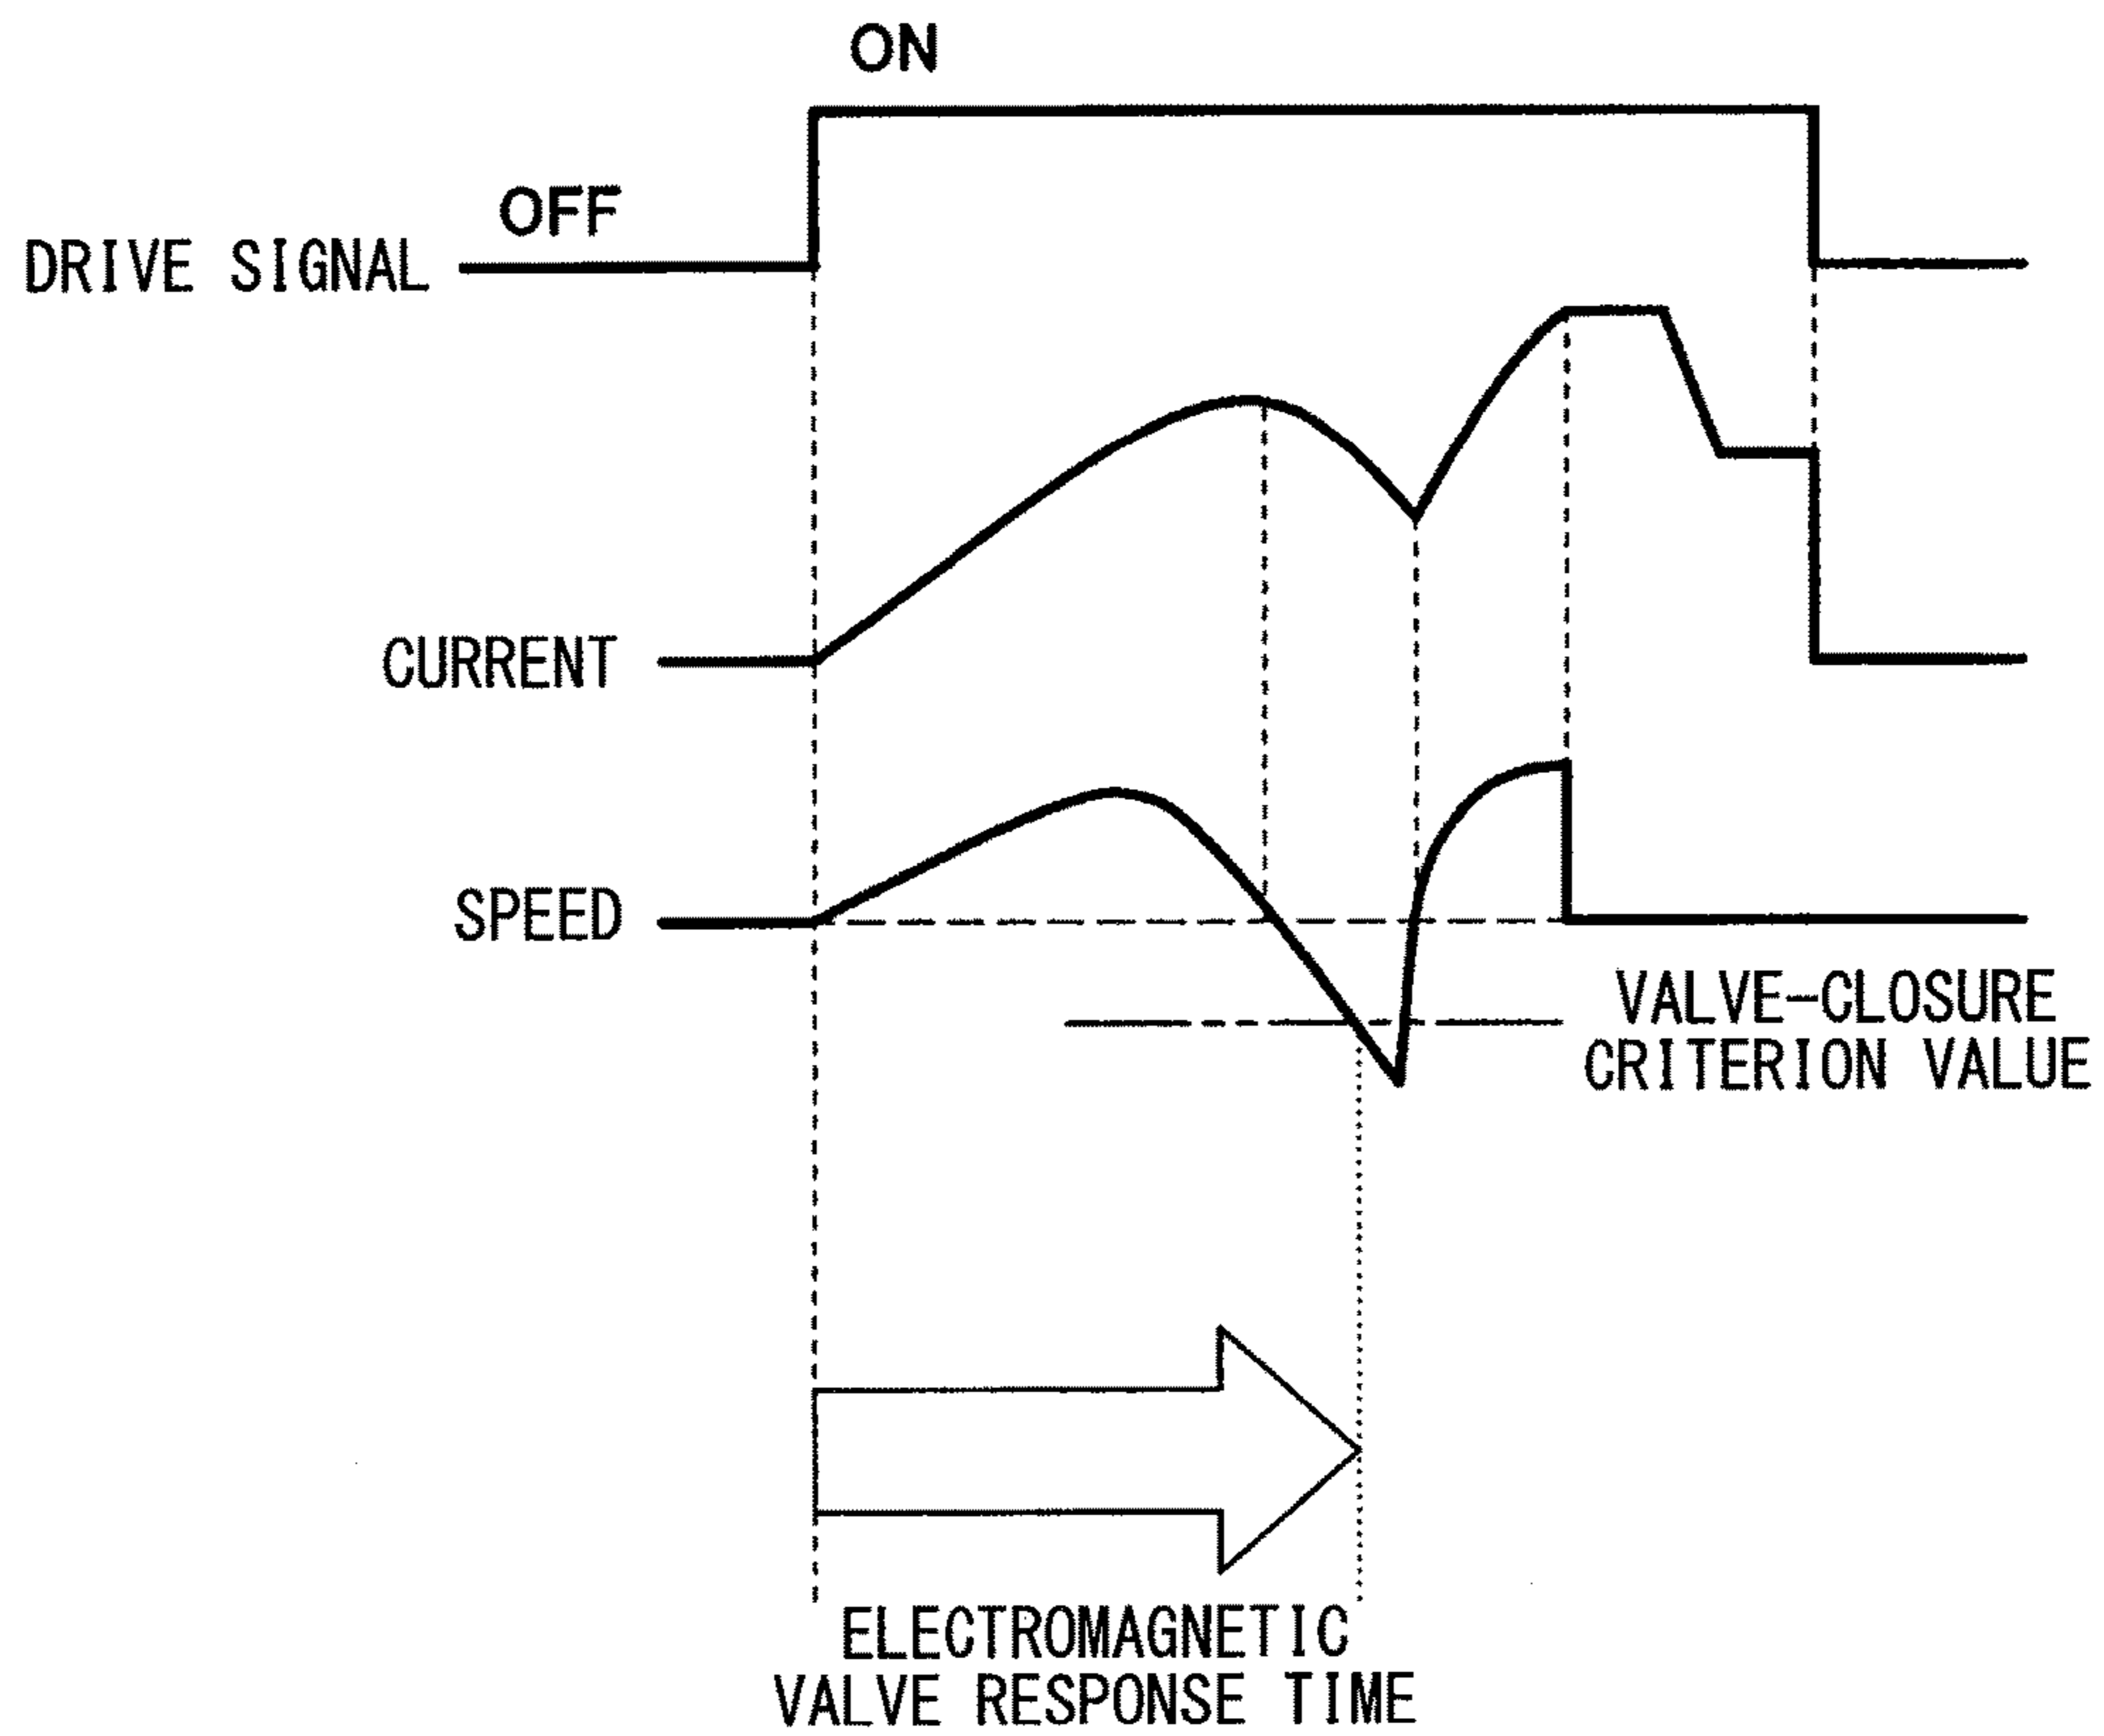 ON
OFF
DRIVE SIGNAL
CURRENT
SPEED
VALVE-CLOSURE
CRITERION VALUE
ELECTROMAGNETIC
VALVE RESPONSE TIME